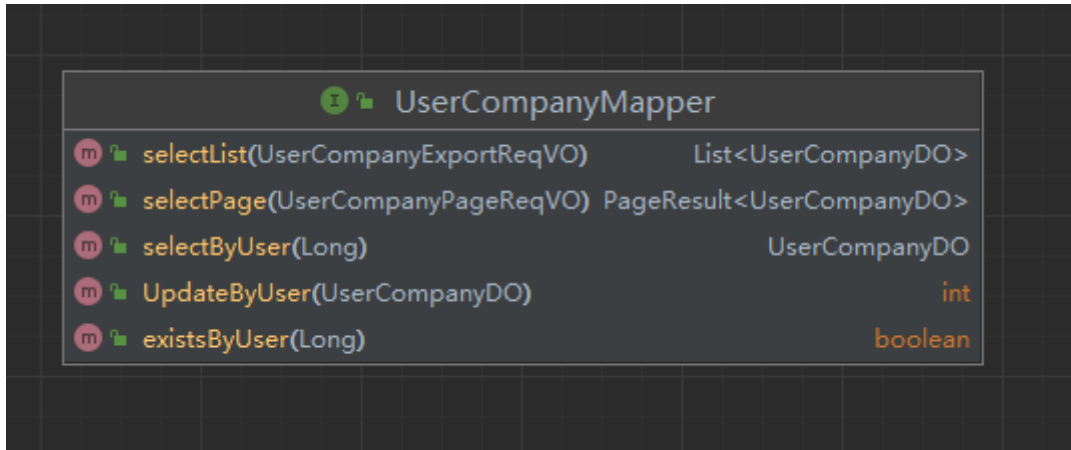 I UserCompanyMapper
m selectList(UserCompanyExportReqVO) List<UserCompanyDO>
m selectPage(UserCompanyPageReqVO) PageResult<UserCompanyDO>
m selectByUser(Long) UserCompanyDO
m UpdateByUser(UserCompanyDO) int
m existsByUser(Long) boolean